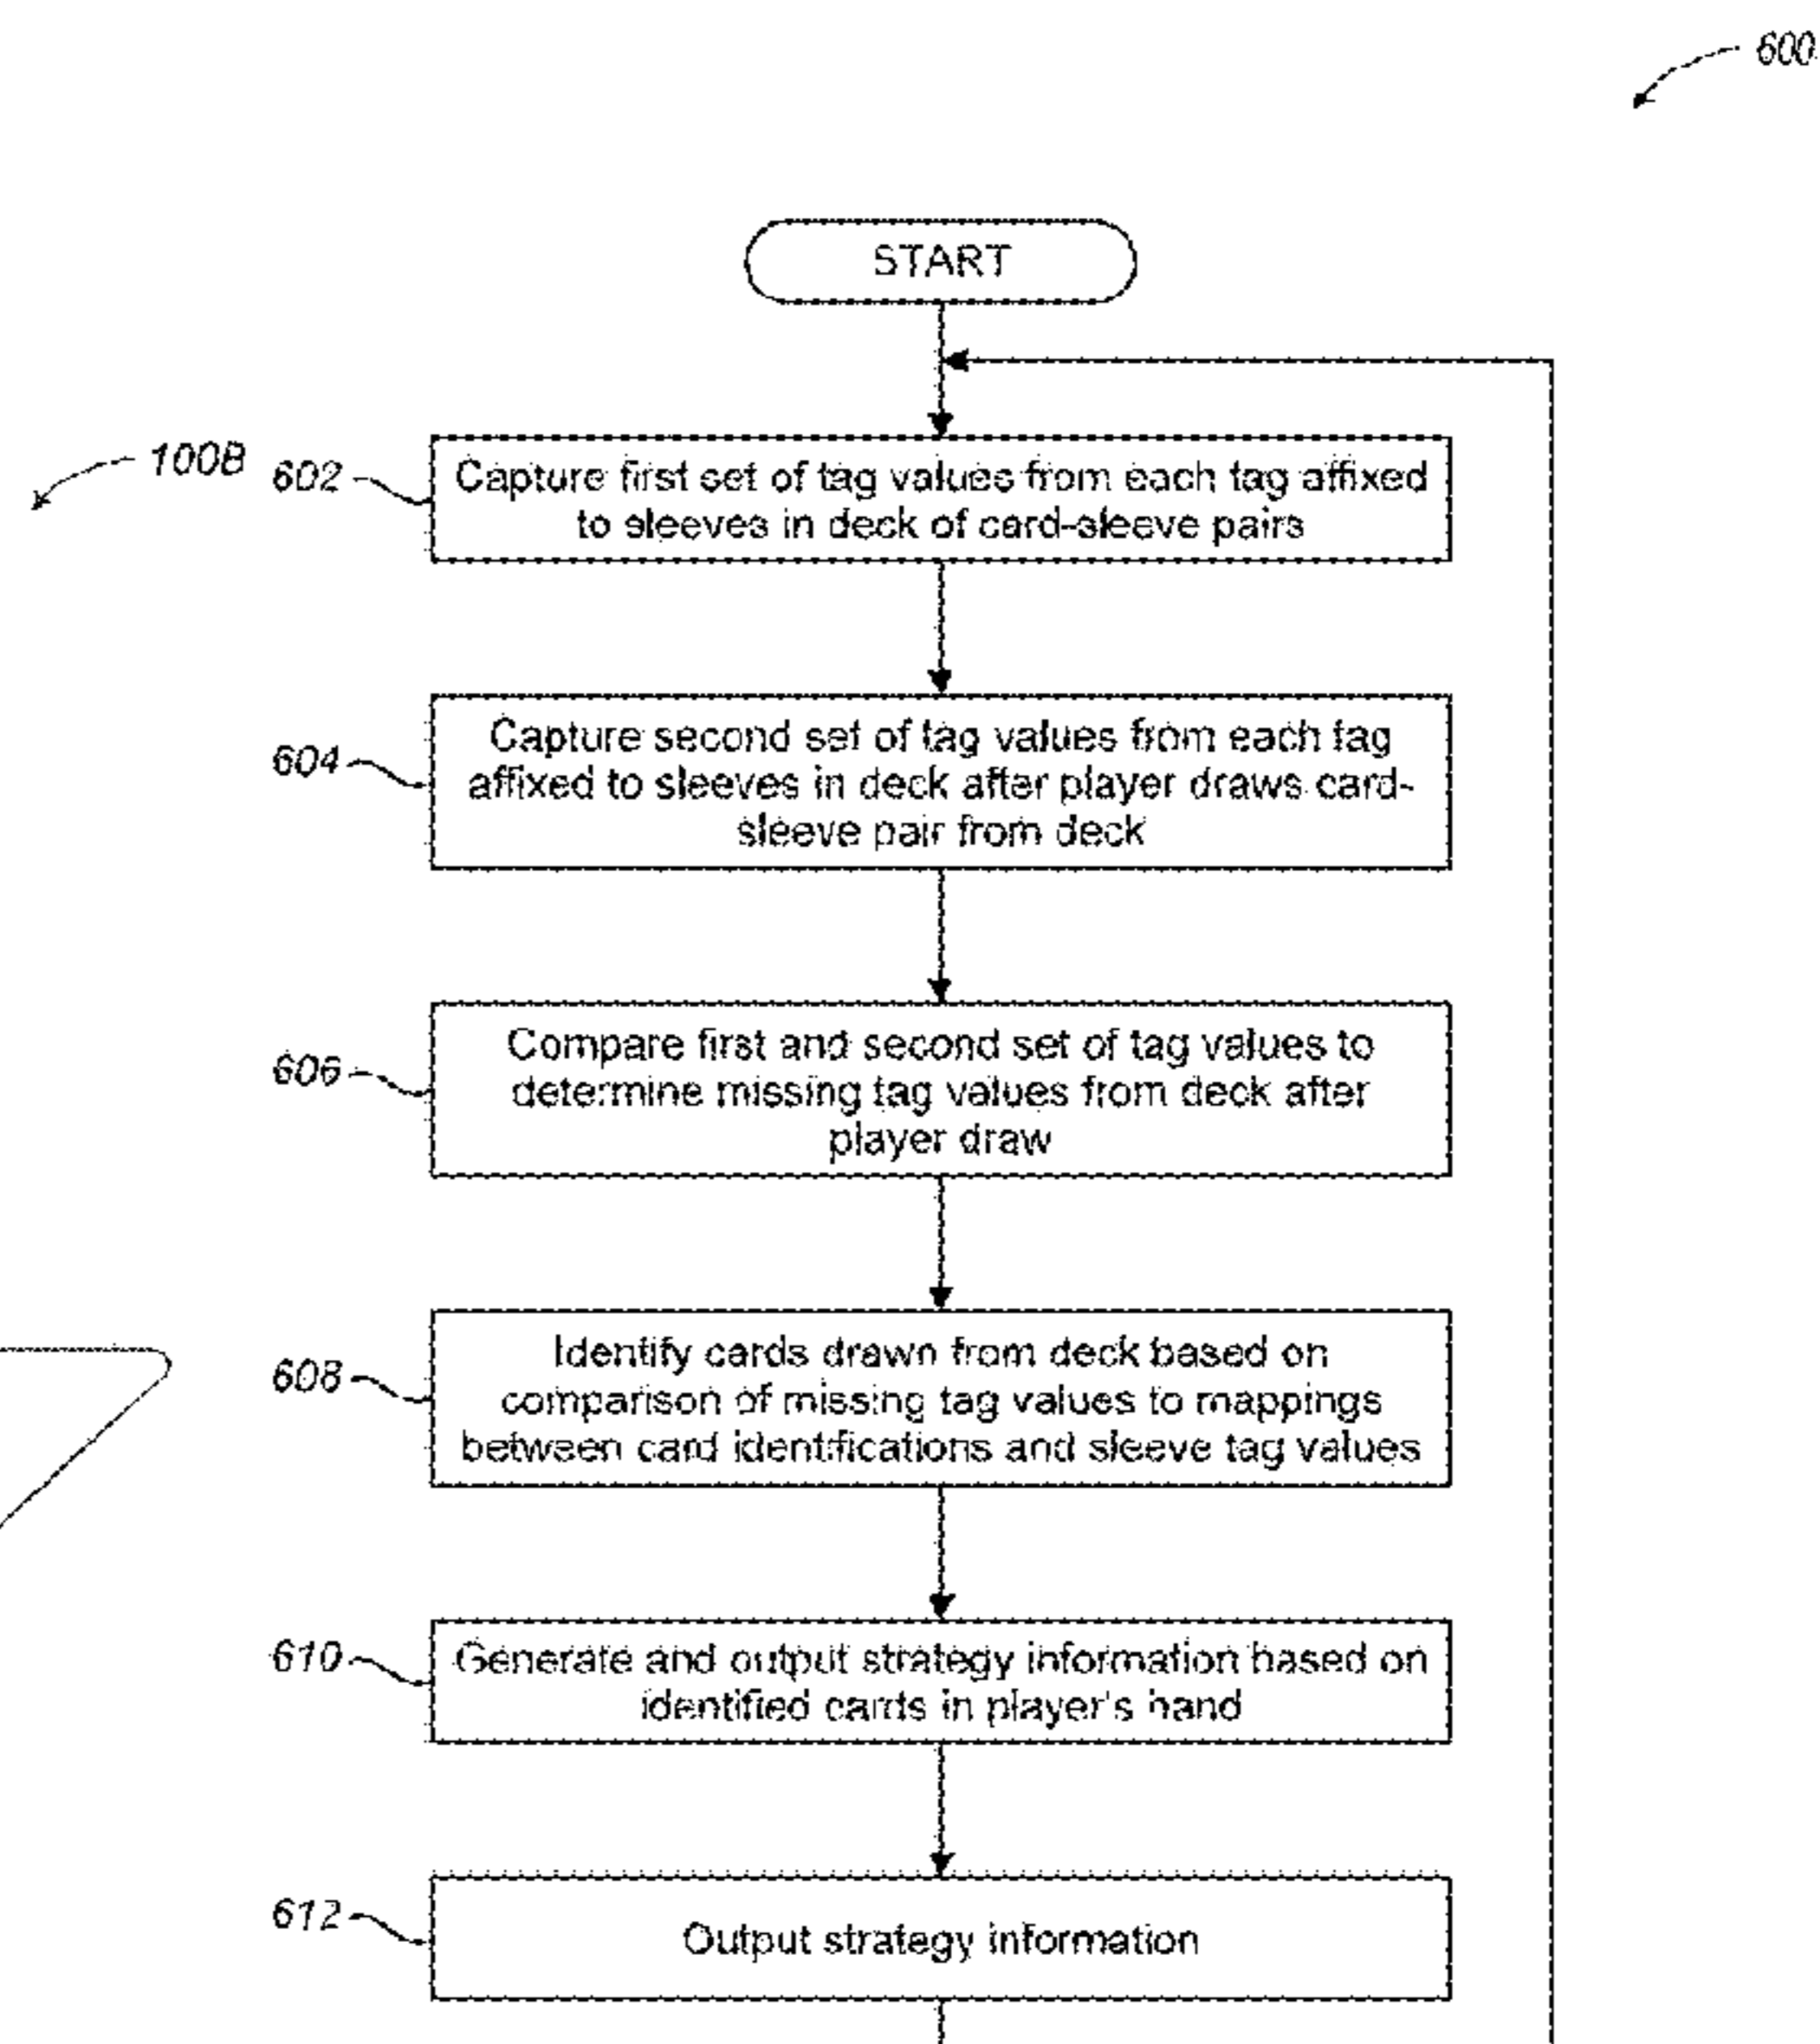 600
START
100B
602
Capture first set of tag values from each tag affixed
to sleeves in deck of card-sleeve pairs
604
Capture second set of tag values from each tag
affixed to sleeves in deck after player draws card-
sleeve pair from deck
606
Compare first and second set of tag values to
determine missing tag values from deck after
player draw
608
Identify cards drawn from deck based on
comparison of missing tag values to mappings
between card identifications and sleeve tag values
610
Generate and output strategy information based on
identified cards in player's hand
612
Output strategy information